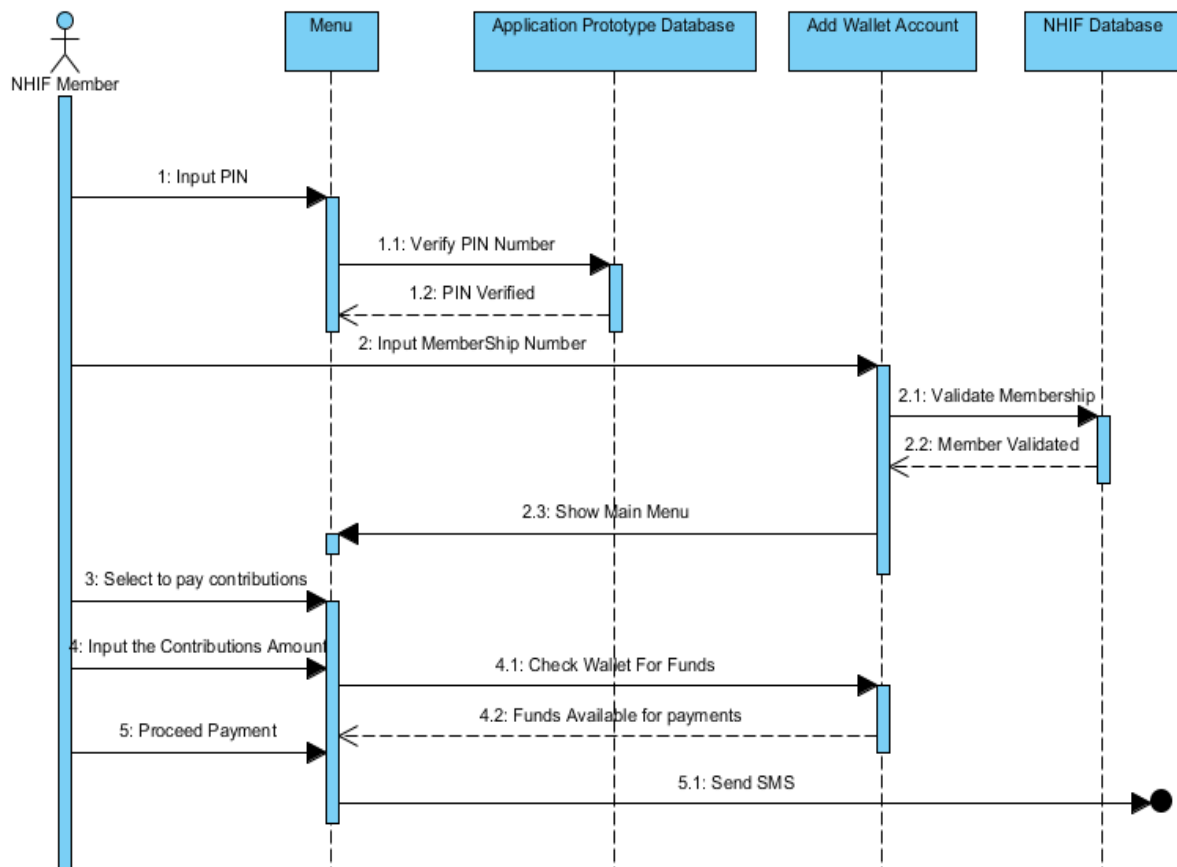 Menu
Application Prototype Database
Add Wallet Account
NHIF Database
NHIF Member
1: Input PIN
1.1: Verify PIN Number
1.2: PIN Verified
2: Input MemberShip Number
2.1: Validate Membership
2.2: Member Validated
2.3: Show Main Menu
3: Select to pay contributions
4: Input the Contributions Amount
4.1: Check Wallet For Funds
4.2: Funds Available for payments
5: Proceed Payment
5.1: Send SMS